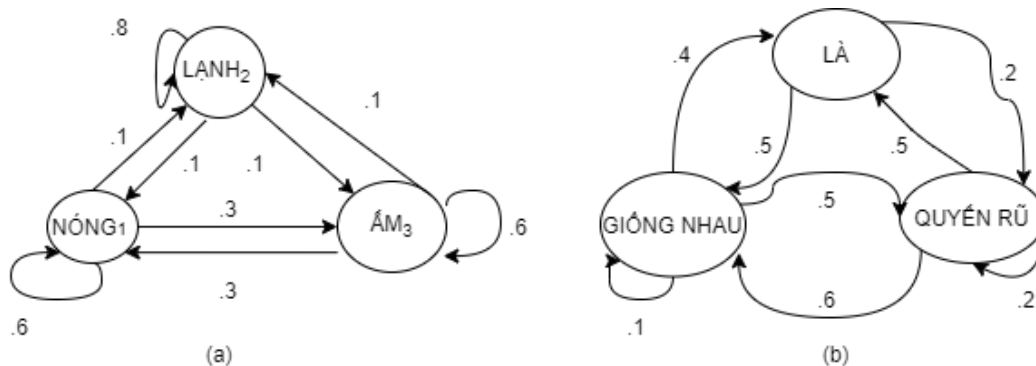 .8
LẠNH₂
.1
.1
.1
.1
NÓNG₁
.3
ẤM₃
.6
.3
.6
(a)
LÀ
.4
.2
.5
.5
GIỐNG NHAU
.5
QUYẾN RŨ
.6
.1
.2
(b)